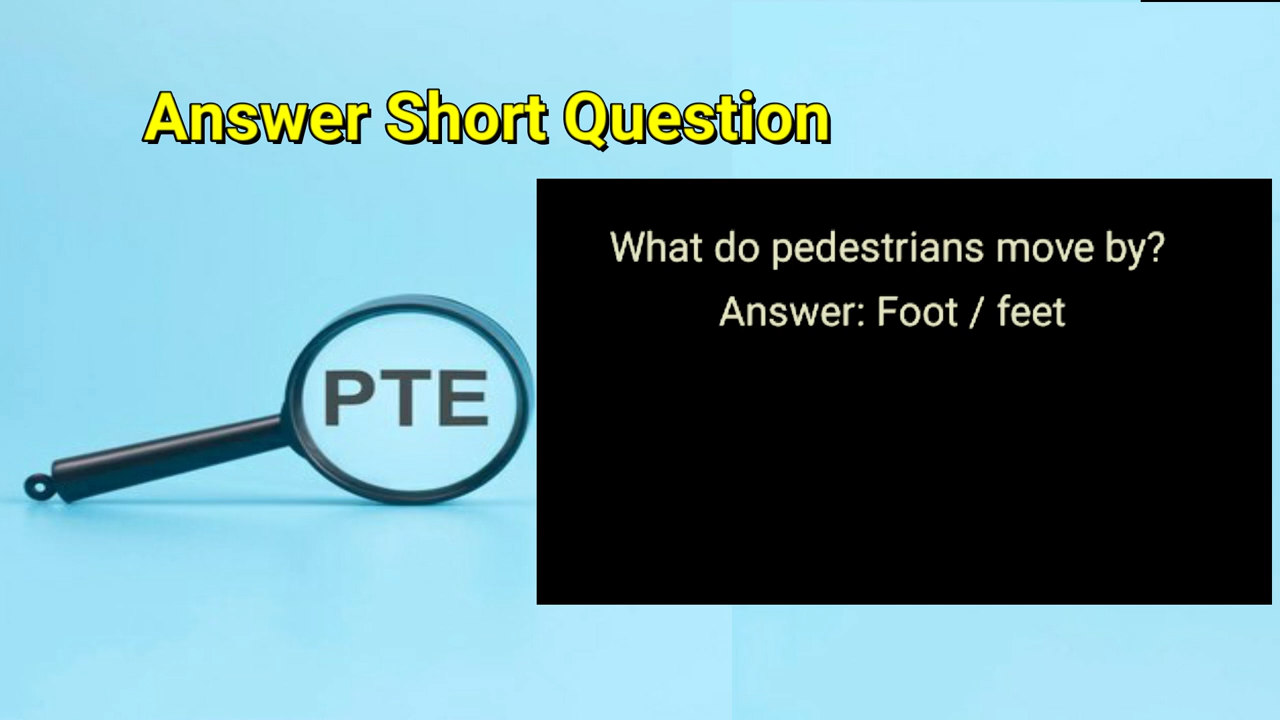 Answer Short Question
What do pedestrians move by?
Answer: Foot / feet
PTE